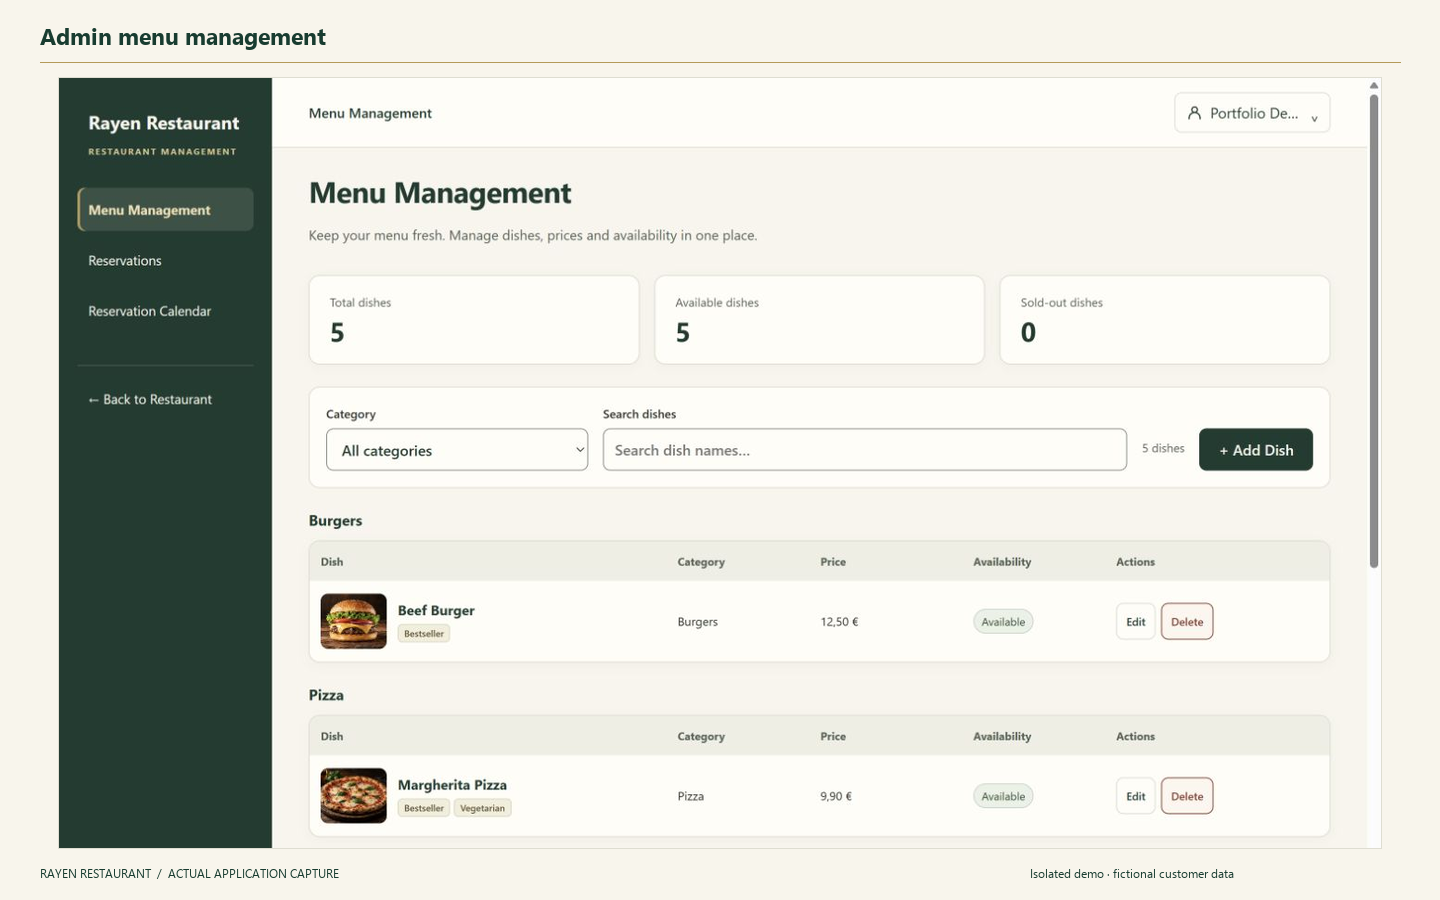 Admin menu management
Rayen Restaurant
RESTAURANT MANAGEMENT
Menu Management
Reservations
Reservation Calendar
← Back to Restaurant
Menu Management
Portfolio De...
Menu Management
Keep your menu fresh. Manage dishes, prices and availability in one place.
Total dishes
5
Available dishes
5
Sold-out dishes
0
Category
All categories
Search dishes
Search dish names...
5 dishes
+ Add Dish
Burgers
Dish Category Price Availability Actions
Beef Burger
Bestseller
Burgers 12,50 € Available Edit Delete
Pizza
Dish Category Price Availability Actions
Margherita Pizza
Bestseller Vegetarian
Pizza 9,90 € Available Edit Delete
RAYEN RESTAURANT / ACTUAL APPLICATION CAPTURE
Isolated demo · fictional customer data